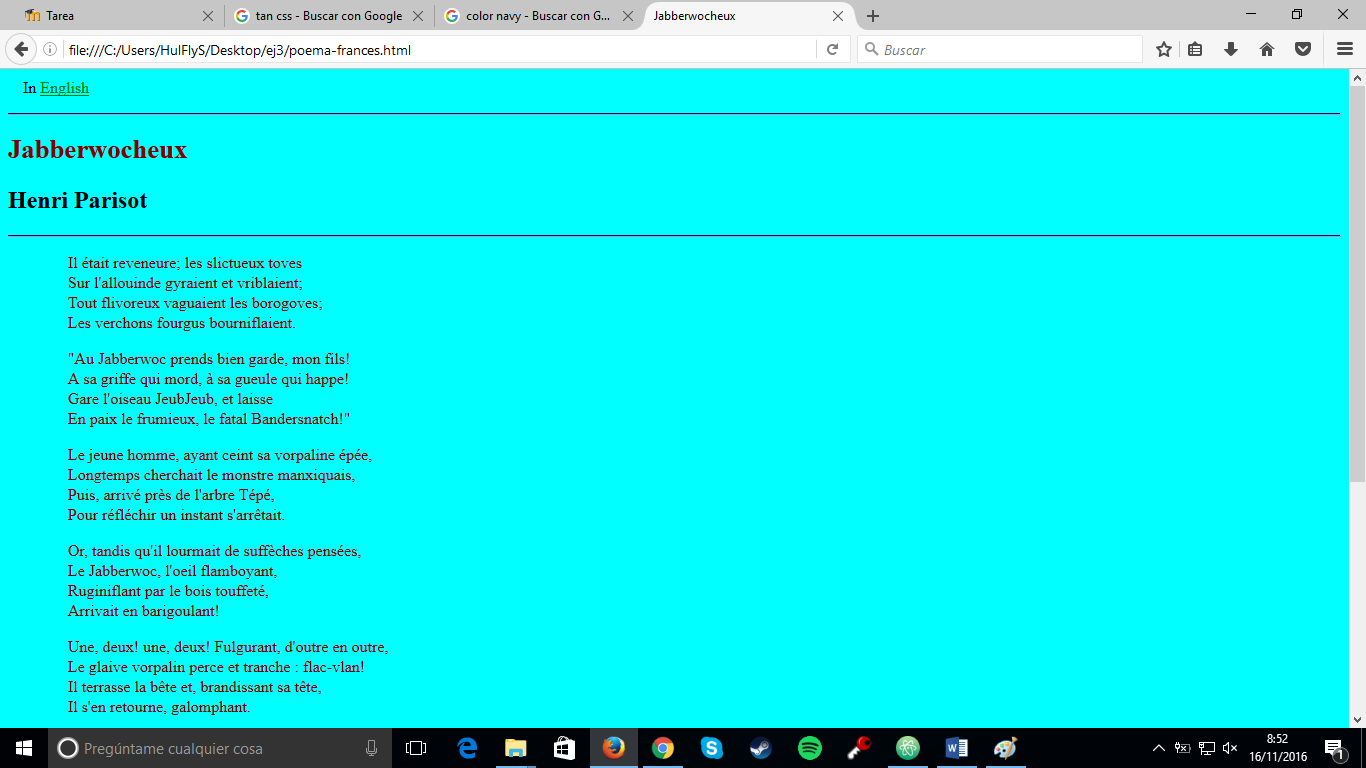 Tarea
tan css - Buscar con Google
color navy - Buscar con G...
Jabberwocheux
file:///C:/Users/HulFlyS/Desktop/ej3/poema-frances.html
Buscar
In English
Jabberwocheux
Henri Parisot
Il était reveneure; les slictueux toves
Sur l'allouinde gyraient et vriblaient;
Tout flivoreux vaguaient les borogoves;
Les verchons fourgus bourniflaient.
"Au Jabberwoc prends bien garde, mon fils!
A sa griffe qui mord, à sa gueule qui happe!
Gare l'oiseau JeubJeub, et laisse
En paix le frumieux, le fatal Bandersnatch!"
Le jeune homme, ayant ceint sa vorpaline épée,
Longtemps cherchait le monstre manxiquais,
Puis, arrivé près de l'arbre Tépé,
Pour réfléchir un instant s'arrêtait.
Or, tandis qu'il lourmait de suffèches pensées,
Le Jabberwoc, l'oeil flamboyant,
Ruginiflant par le bois touffeté,
Arrivait en barigoulant!
Une, deux! une, deux! Fulgurant, d'outre en outre,
Le glaive vorpalin perce et tranche : flac-vlan!
Il terrasse la bête et, brandissant sa tête,
Il s'en retourne, galomphant.
Pregúntame cualquier cosa
8:52
16/11/2016
1